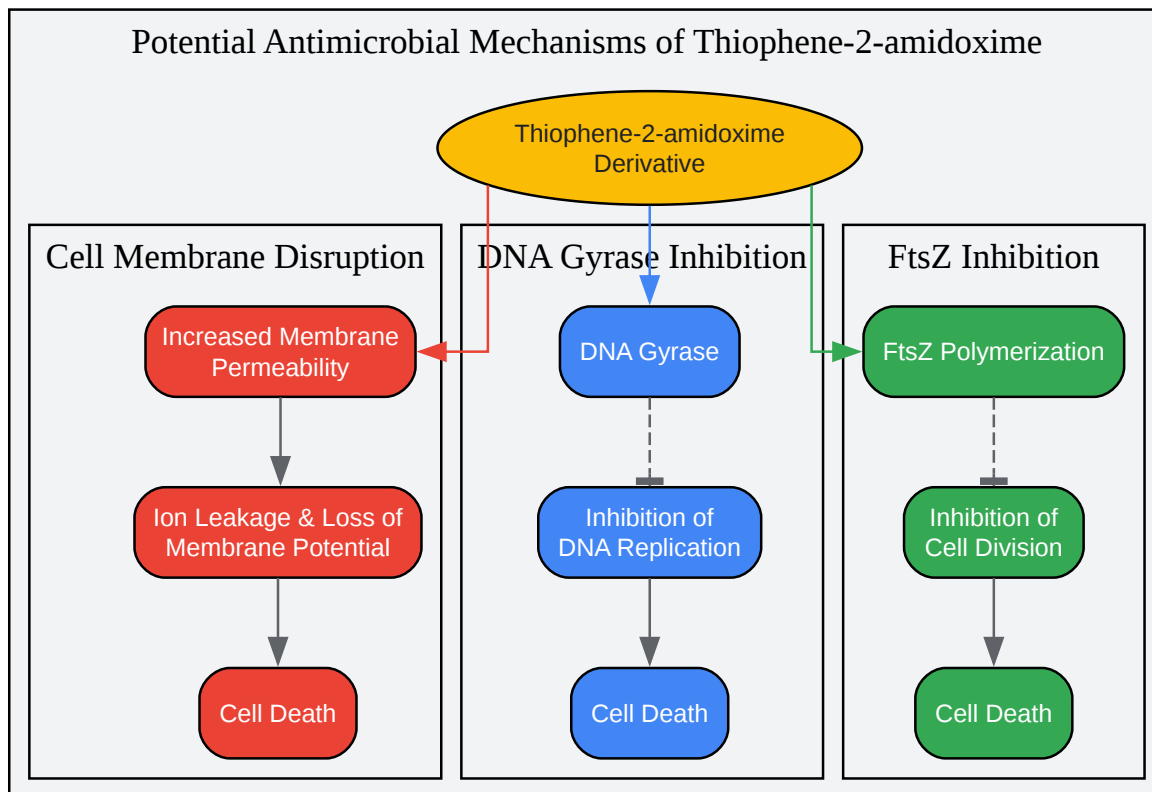 Potential Antimicrobial Mechanisms of Thiophene-2-amidoxime
Thiophene-2-amidoxime
Derivative
Cell Membrane Disruption
Increased Membrane
Permeability
Ion Leakage & Loss of
Membrane Potential
Cell Death
DNA Gyrase Inhibition
DNA Gyrase
Inhibition of
DNA Replication
Cell Death
FtsZ Inhibition
FtsZ Polymerization
Inhibition of
Cell Division
Cell Death